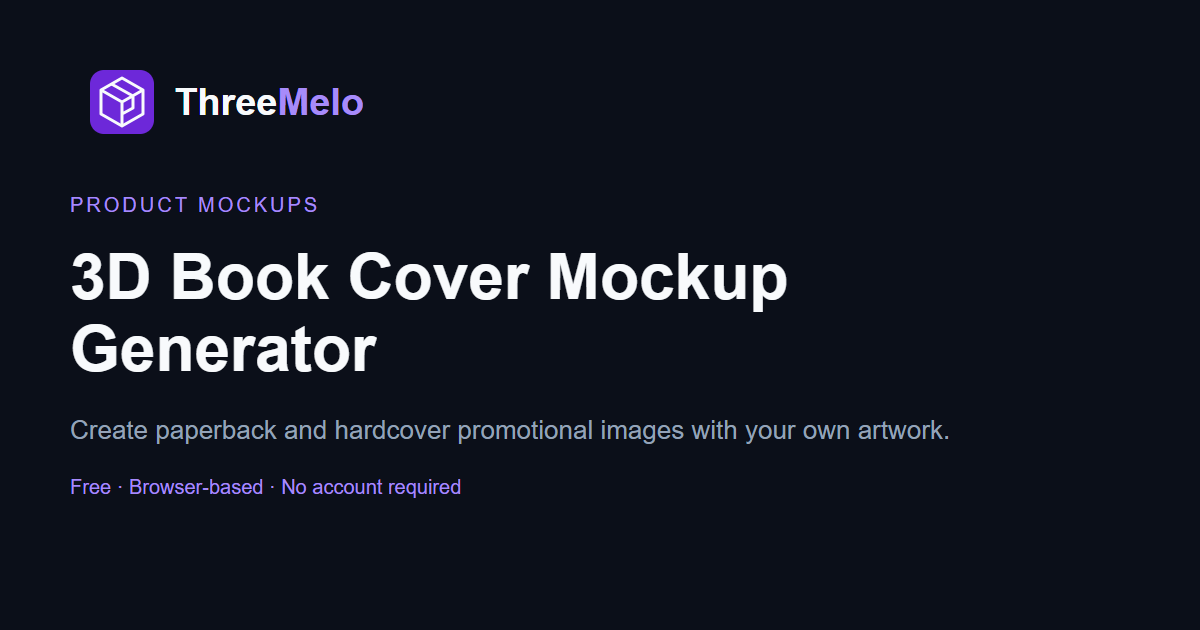 ThreeMelo
PRODUCT MOCKUPS
3D Book Cover Mockup
Generator
Create paperback and hardcover promotional images with your own artwork.
Free · Browser-based · No account required